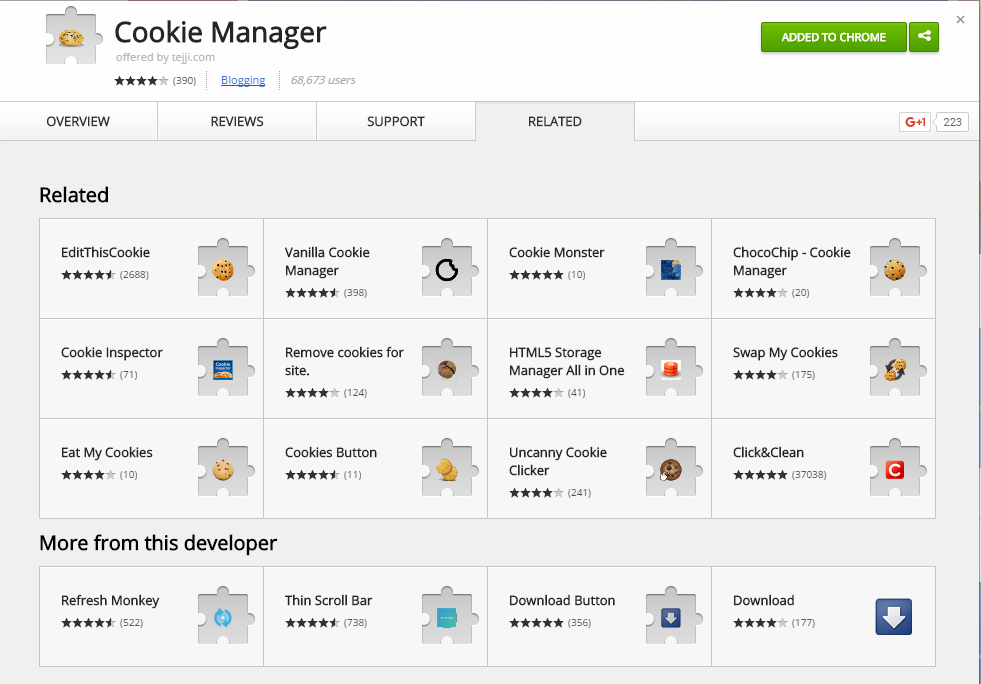 Cookie Manager
offered by tejji.com
(390) Blogging 68,673 users
ADDED TO CHROME
OVERVIEW REVIEWS SUPPORT RELATED
G+1 223
Related
EditThisCookie
(2688)
Vanilla Cookie
Manager
(398)
Cookie Monster
(10)
ChocoChip - Cookie
Manager
(20)
Cookie Inspector
(71)
Cookie
Remove cookies for
site.
(124)
HTML5 Storage
Manager All in One
(41)
Swap My Cookies
(175)
Eat My Cookies
(10)
Cookies Button
(11)
Uncanny Cookie
Clicker
(241)
Click&Clean
(37038)
C
More from this developer
Refresh Monkey
(522)
Thin Scroll Bar
(738)
Download Button
(356)
Download
(177)